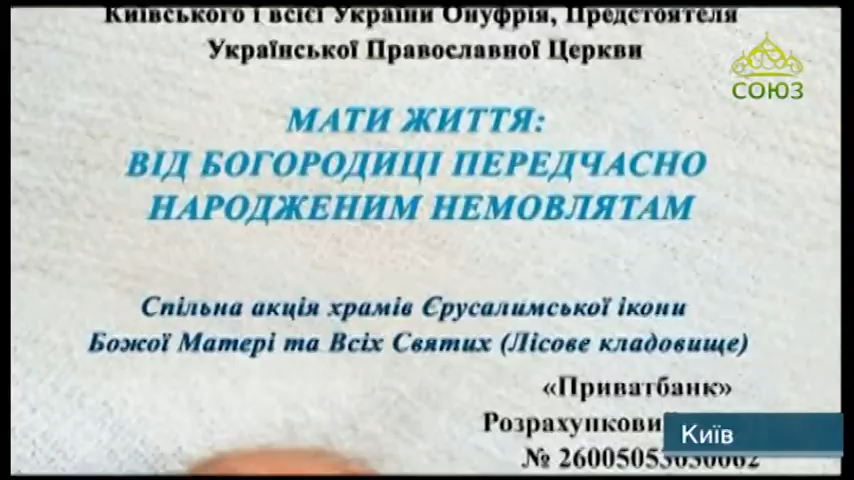 Київського і всієї України Онуфрія, Предстоятеля
Української Православної Церкви
СОЮЗ
МАТИ ЖИТТЯ:
ВІД БОГОРОДИЦІ ПЕРЕДЧАСНО
НАРОДЖЕНИМ НЕМОВЛЯТАМ
Спільна акція храмів Єрусалимської ікони
Божої Матері та Всіх Святих (Лісове кладовище)
«Приватбанк»
Київ
№